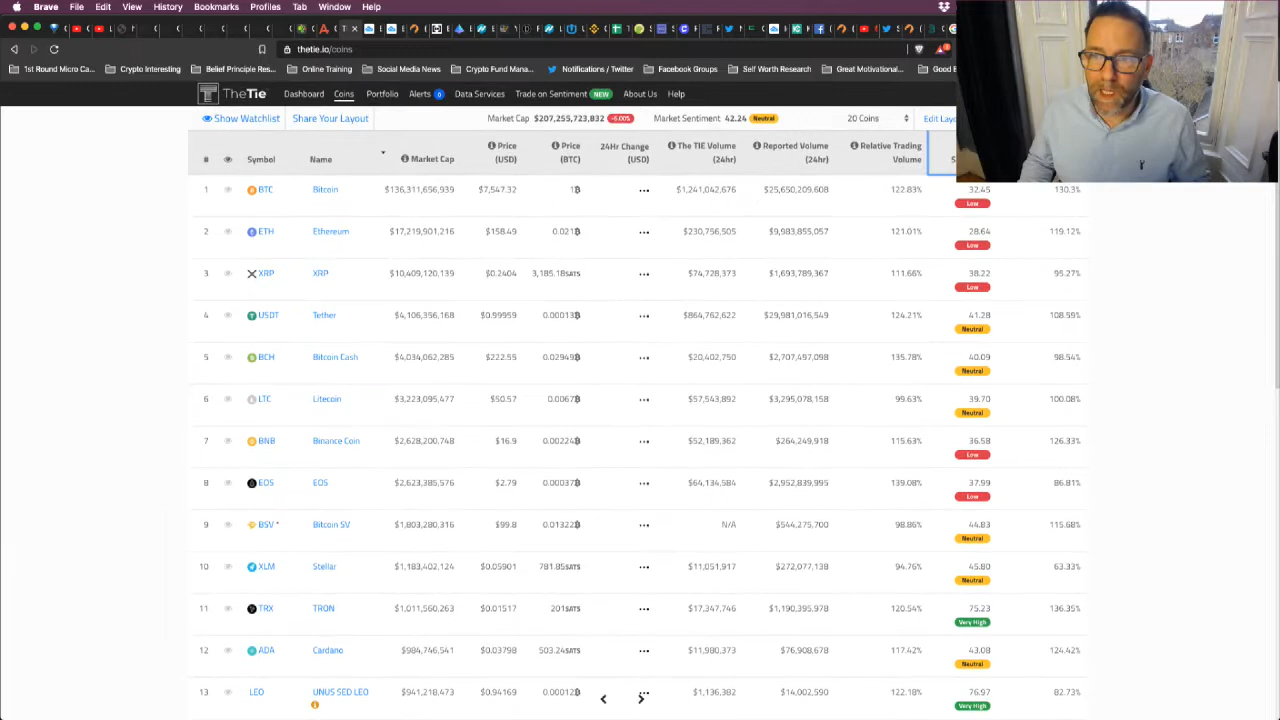 Brave File Edit View History Bookmarks People Tab Window Help
thetie.io/coins
1st Round Micro Ca... Crypto Interesting Belief Principle Res... Online Training Social Media News Crypto Fund Mana... Notifications / Twitter Facebook Groups Self Worth Research Great Motivational...
TheTie Dashboard Coins Portfolio Alerts 0 Data Services Trade on Sentiment NEW About Us Help
Show Watchlist Share Your Layout Market Cap $207,255,723,832 -5.00% Market Sentiment 42.24 Neutral 20 Coins
# Symbol Name Market Cap Price (USD) Price (BTC) 24Hr Change (USD) The TIE Volume (24hr) Reported Volume (24hr) Relative Trading Volume
1 BTC Bitcoin $136,311,656,939 $7,547.32 1₿ $1,241,042,676 $25,650,209,608 122.83% 32.45 130.3%
Low
2 ETH Ethereum $17,219,901,216 $158.49 0.021₿ $230,756,505 $9,983,855,057 121.01% 28.64 119.12%
Low
3 XRP XRP $10,409,120,139 $0.2404 3,185.18SATS $74,728,373 $1,693,789,367 111.66% 38.22 95.27%
Low
4 USDT Tether $4,106,356,168 $0.99959 0.00013₿ $864,762,622 $29,981,016,549 124.21% 41.28 108.59%
Neutral
5 BCH Bitcoin Cash $4,034,062,285 $222.55 0.02949₿ $20,402,750 $2,707,497,098 135.78% 40.09 98.54%
Neutral
6 LTC Litecoin $3,223,095,477 $50.57 0.0067₿ $57,543,892 $3,295,078,158 99.63% 39.70 100.08%
Neutral
7 BNB Binance Coin $2,628,200,748 $16.9 0.00224₿ $52,189,362 $264,249,918 115.63% 36.58 126.33%
Low
8 EOS EOS $2,623,385,576 $2.79 0.00037₿ $64,134,584 $2,952,839,995 139.08% 37.99 86.81%
Low
9 BSV * Bitcoin SV $1,803,280,316 $99.8 0.01322₿ N/A $544,275,700 98.86% 44.83 115.68%
Neutral
10 XLM Stellar $1,183,402,124 $0.05901 781.85SATS $11,051,917 $272,077,138 94.76% 45.80 63.33%
Neutral
11 TRX TRON $1,011,560,263 $0.01517 201SATS $17,347,746 $1,190,395,978 120.54% 75.23 136.35%
Very High
12 ADA Cardano $984,746,541 $0.03798 503.24SATS $11,980,373 $76,908,678 117.42% 43.08 124.42%
Neutral
13 LEO UNUS SED LEO $941,218,473 $0.94169 0.00012₿ $1,136,382 $14,002,590 122.18% 76.97 82.73%
Very High